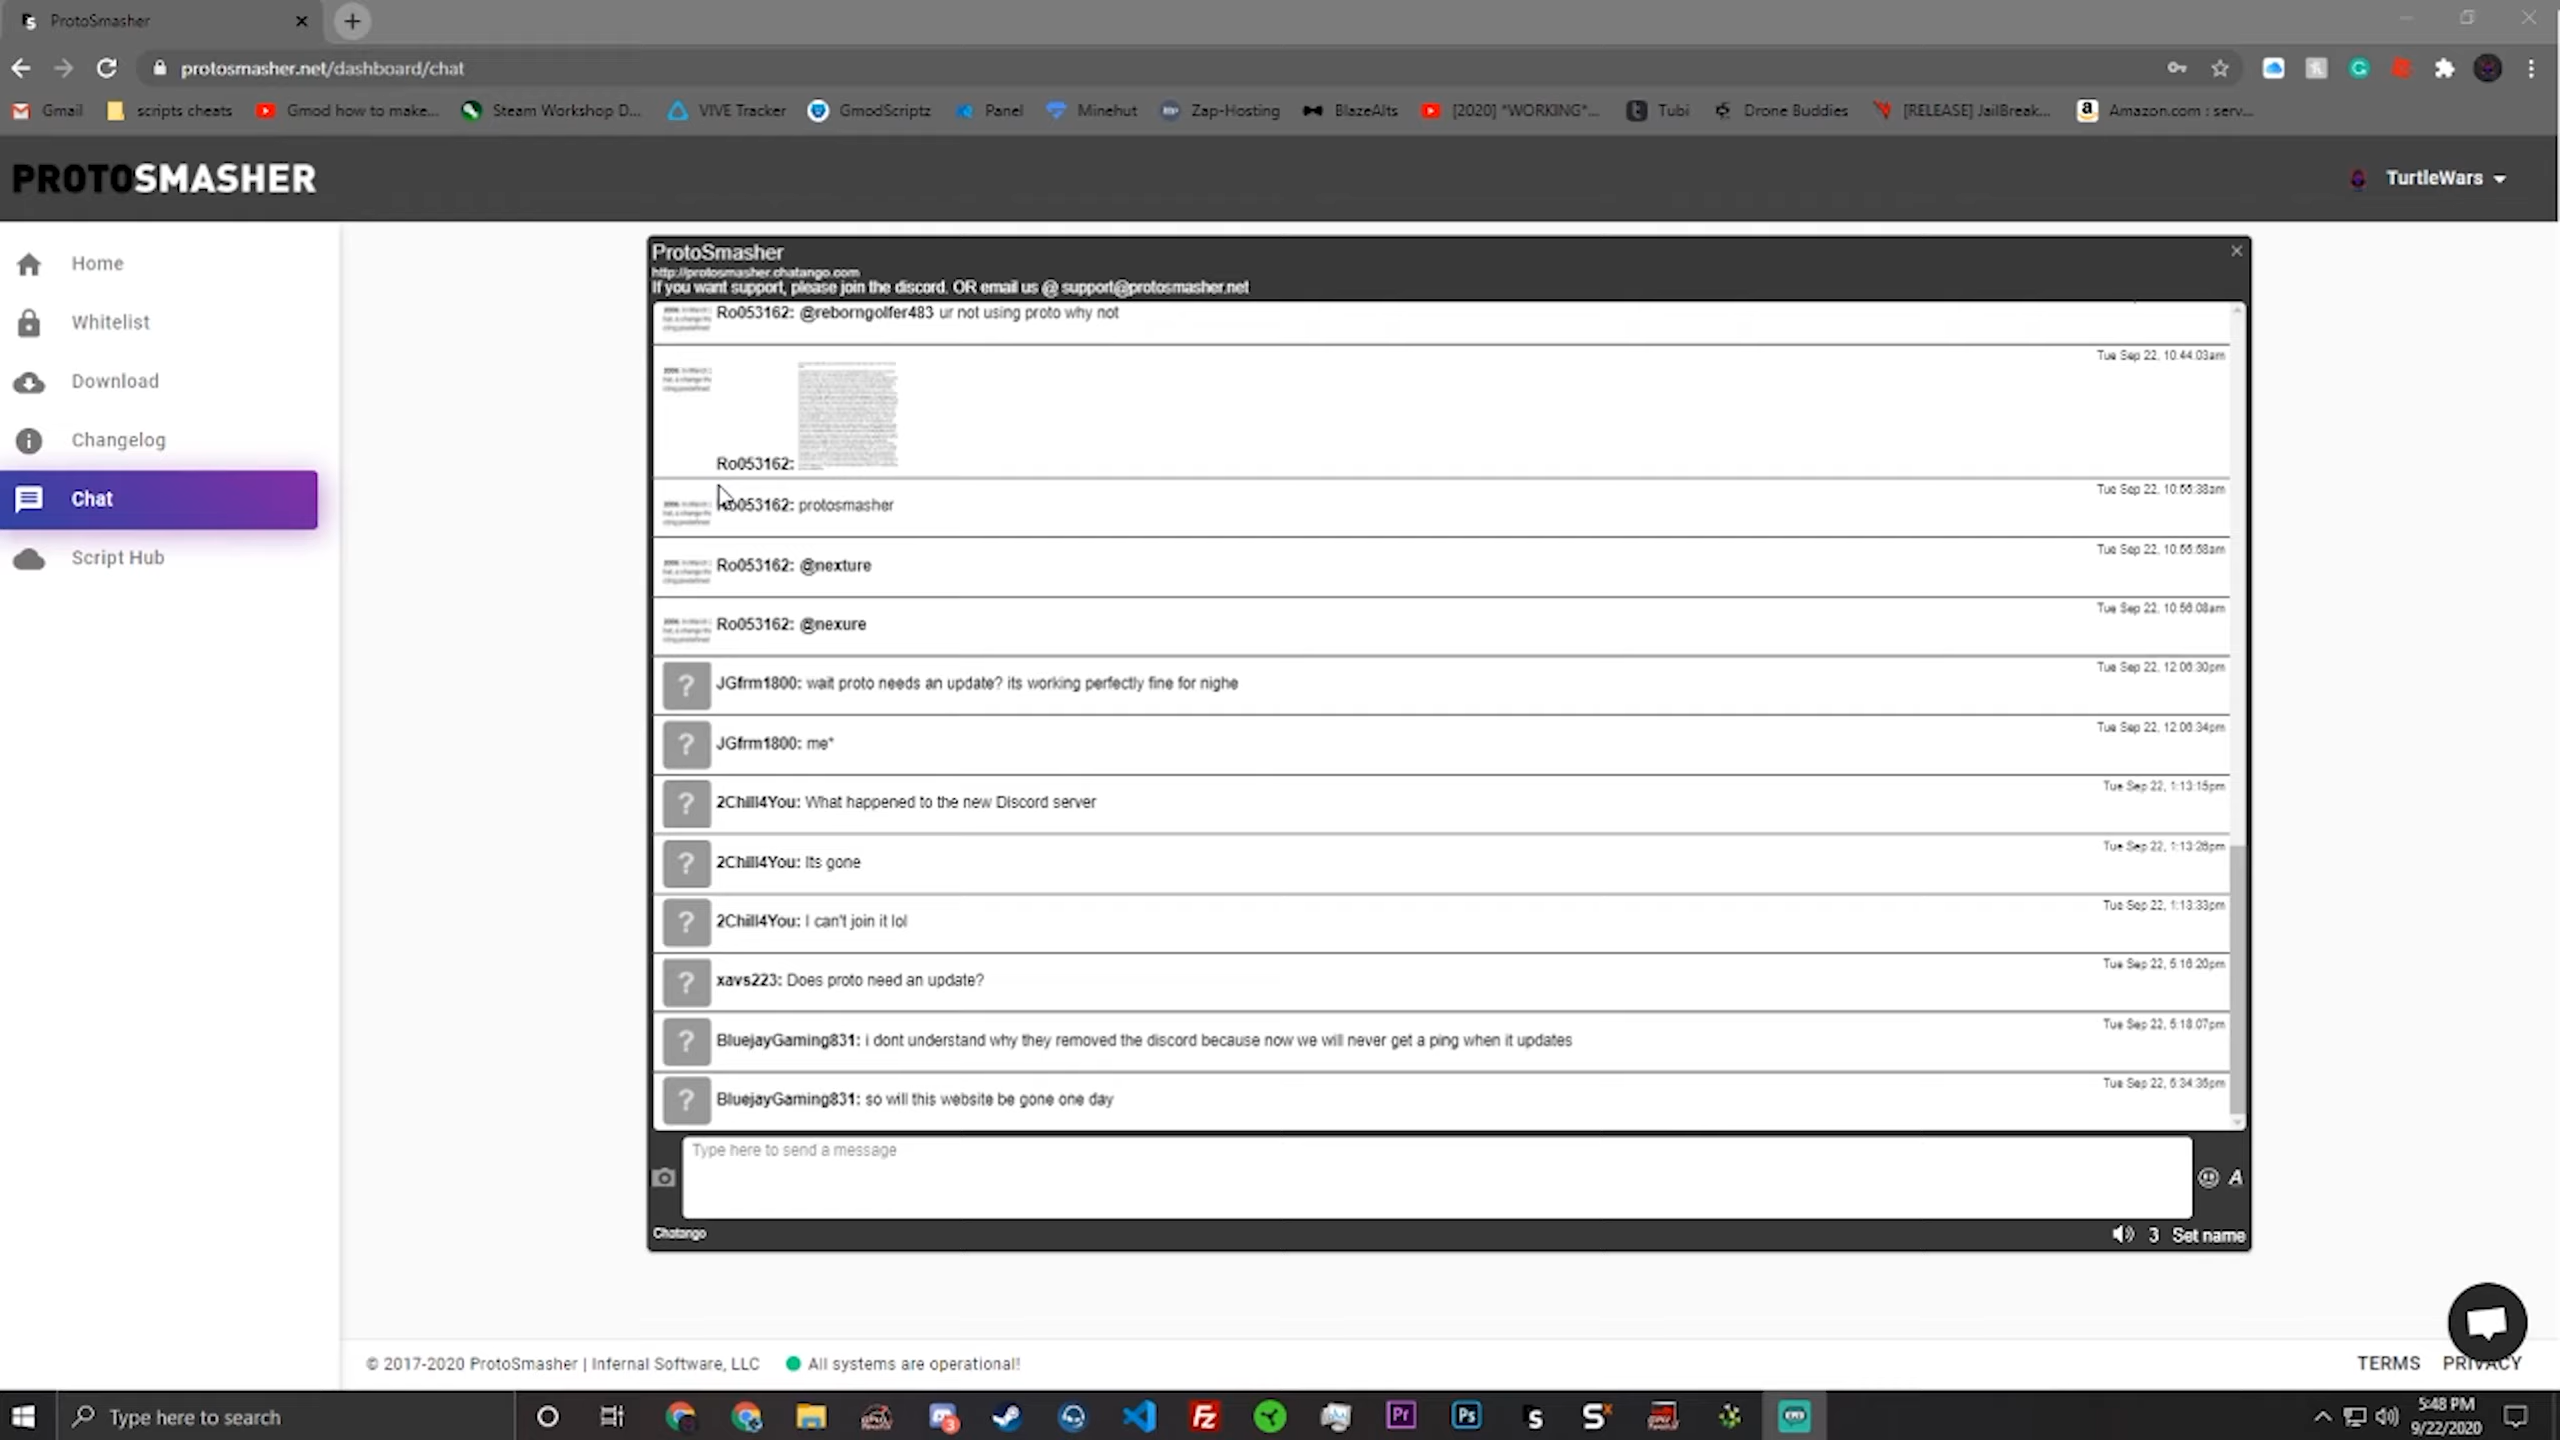 ProtoSmasher
protosmasher.net/dashboard/chat
Gmail
scripts cheats
Gmod how to make...
Steam Workshop D...
VIVE Tracker
GmodScriptz
Panel
Minehut
Zap-Hosting
BlazeAlts
[2020] *WORKING*...
Tubi
Drone Buddies
[RELEASE] JailBreak...
Amazon.com : serv...
PROTOSMASHER
TurtleWars
Home
Whitelist
Download
Changelog
Chat
Script Hub
ProtoSmasher
http://protosmasher.chatango.com
If you want support, please join the discord. OR email us @ support@protosmasher.net
Ro053162: @reborngolfer483 ur not using proto why not
Tue Sep 22, 10:44:03am
Ro053162:
Tue Sep 22, 10:55:38am
Ro053162: protosmasher
Tue Sep 22, 10:55:58am
Ro053162: @nexture
Tue Sep 22, 10:56:08am
Ro053162: @nexure
Tue Sep 22, 12:06:30pm
JGfrm1800: wait proto needs an update? its working perfectly fine for nighe
Tue Sep 22, 12:06:34pm
JGfrm1800: me*
Tue Sep 22, 1:13:15pm
2Chill4You: What happened to the new Discord server
Tue Sep 22, 1:13:26pm
2Chill4You: Its gone
Tue Sep 22, 1:13:33pm
2Chill4You: I can't join it lol
Tue Sep 22, 5:16:20pm
xavs223: Does proto need an update?
Tue Sep 22, 5:18:07pm
BluejayGaming831: i dont understand why they removed the discord because now we will never get a ping when it updates
Tue Sep 22, 5:34:35pm
BluejayGaming831: so will this website be gone one day
Type here to send a message
Chatango
3 Set name
© 2017-2020 ProtoSmasher | Infernal Software, LLC
All systems are operational!
TERMS
PRIVACY
Type here to search
5:48 PM
9/22/2020